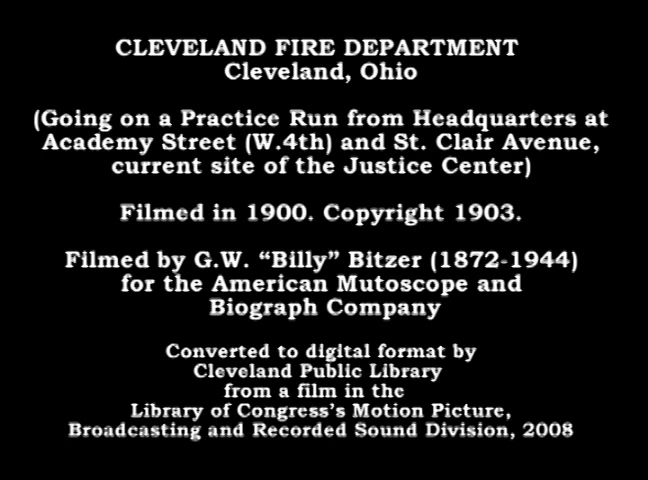 CLEVELAND FIRE DEPARTMENT
Cleveland, Ohio
(Going on a Practice Run from Headquarters at
Academy Street (W.4th) and St. Clair Avenue,
current site of the Justice Center)
Filmed in 1900. Copyright 1903.
Filmed by G.W. “Billy” Bitzer (1872-1944)
for the American Mutoscope and
Biograph Company
Converted to digital format by
Cleveland Public Library
from a film in the
Library of Congress's Motion Picture,
Broadcasting and Recorded Sound Division, 2008